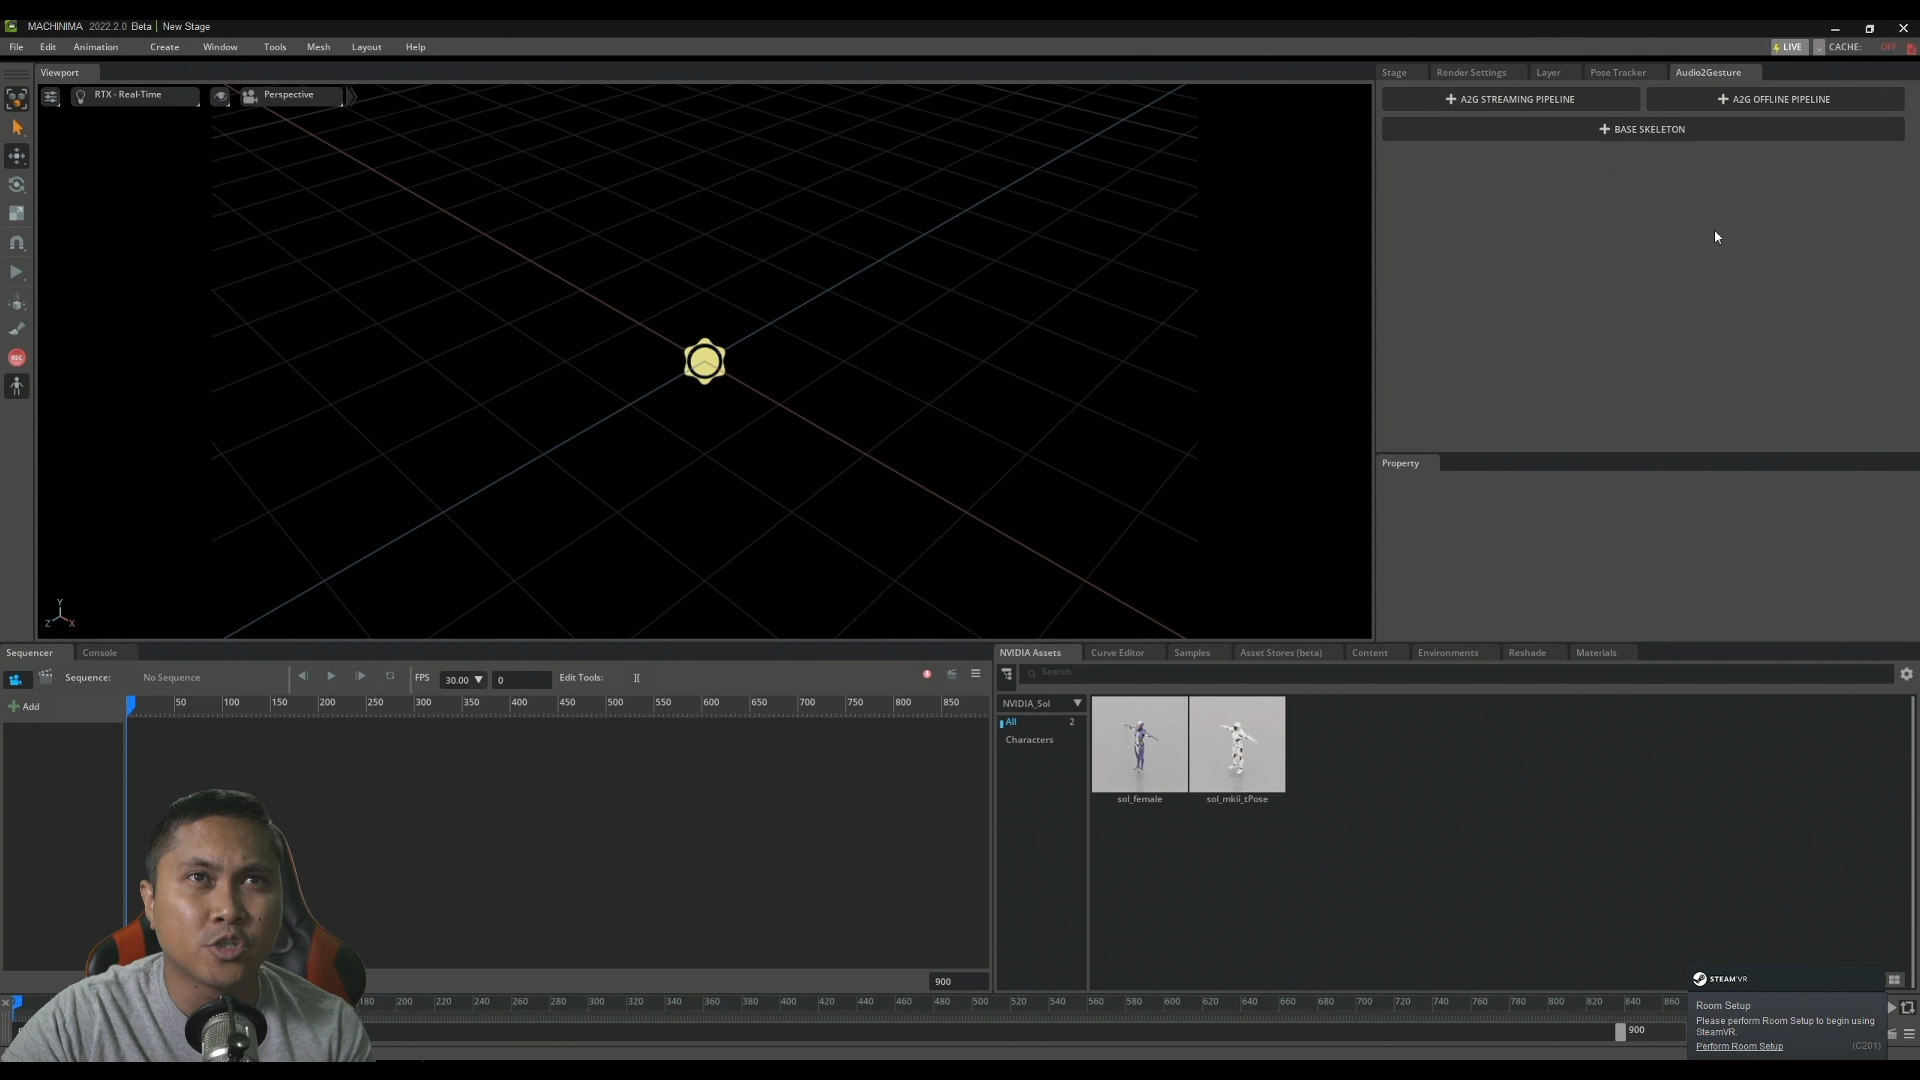 MACHINIMA 2022.2.0 Beta | New Stage
File Edit Animation Create Window Tools Mesh Layout Help
LIVE CACHE: OFF
Viewport
Stage Render Settings Layer Pose Tracker Audio2Gesture
RTX - Real-Time Perspective
A2G STREAMING PIPELINE A2G OFFLINE PIPELINE
BASE SKELETON
REC
Property
Y
Z X
Sequencer Console
NVIDIA Assets Curve Editor Samples Asset Stores (beta) Content Environments Reshade Materials
Sequence: No Sequence FPS 30.00 0 Edit Tools:
Search
Add
50 100 150 200 250 300 350 400 450 500 550 600 650 700 750 800 850
NVIDIA_Sol
All 2
Characters
sol_female sol_mkii_tPose
900
180 200 220 240 260 280 300 320 340 360 380 400 420 440 460 480 500 520 540 560 580 600 620 640 660 680 700 720 740 760 780 800 820 840 860
900
STEAMVR
Room Setup
Please perform Room Setup to begin using
SteamVR.
Perform Room Setup (C201)